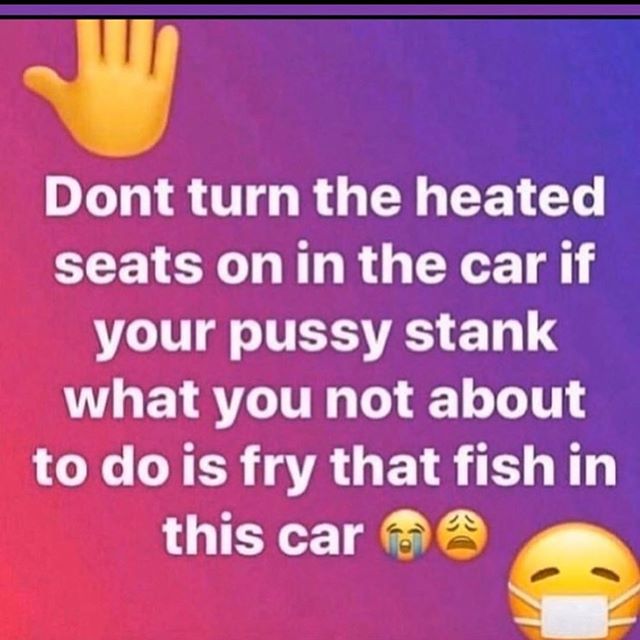 Dont turn the heated
seats on in the car if
your pussy stank
what you not about
to do is fry that fish in
this car 😭😩